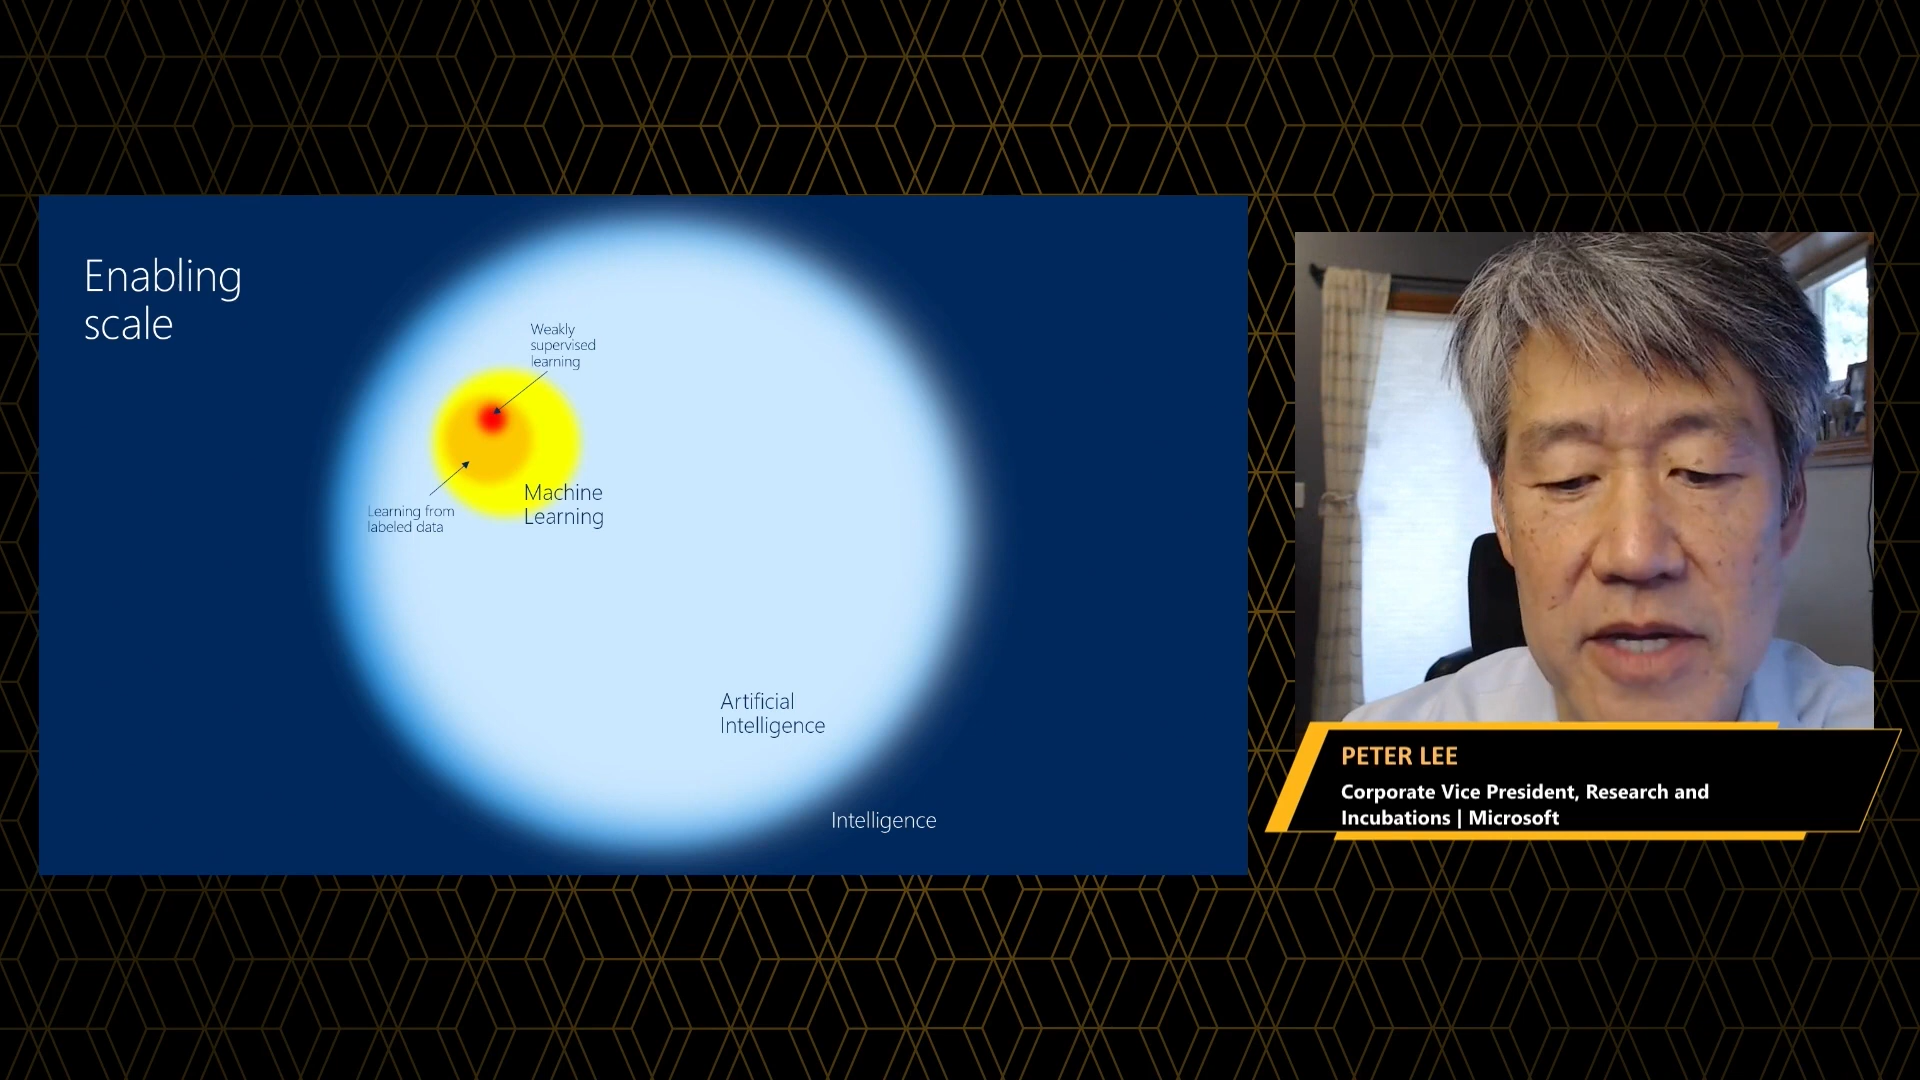 Enabling
scale
Weakly
supervised
learning
Learning from
labeled data
Machine
Learning
Artificial
Intelligence
Intelligence
PETER LEE
Corporate Vice President, Research and
Incubations | Microsoft